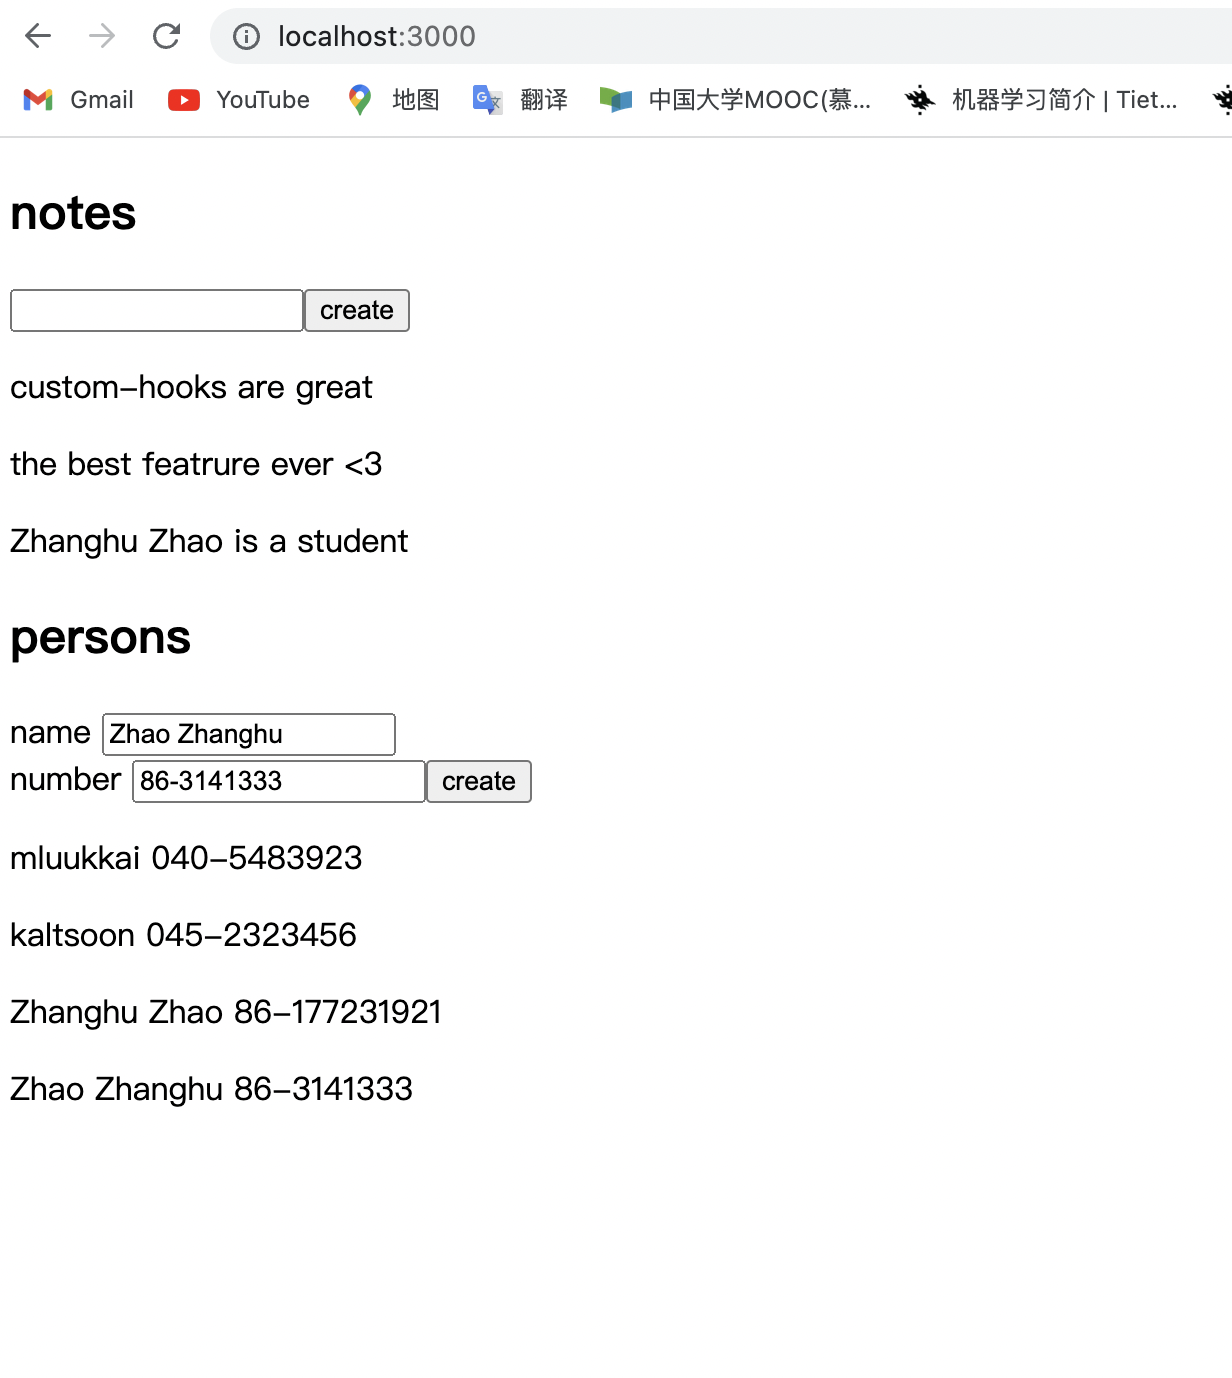 localhost:3000
Gmail YouTube 地图 翻译 中国大学MOOC(慕... 机器学习简介 | Tiet...
notes
create
custom-hooks are great
the best featrure ever <3
Zhanghu Zhao is a student
persons
name Zhao Zhanghu
number 86-3141333 create
mluukkai 040-5483923
kaltsoon 045-2323456
Zhanghu Zhao 86-177231921
Zhao Zhanghu 86-3141333